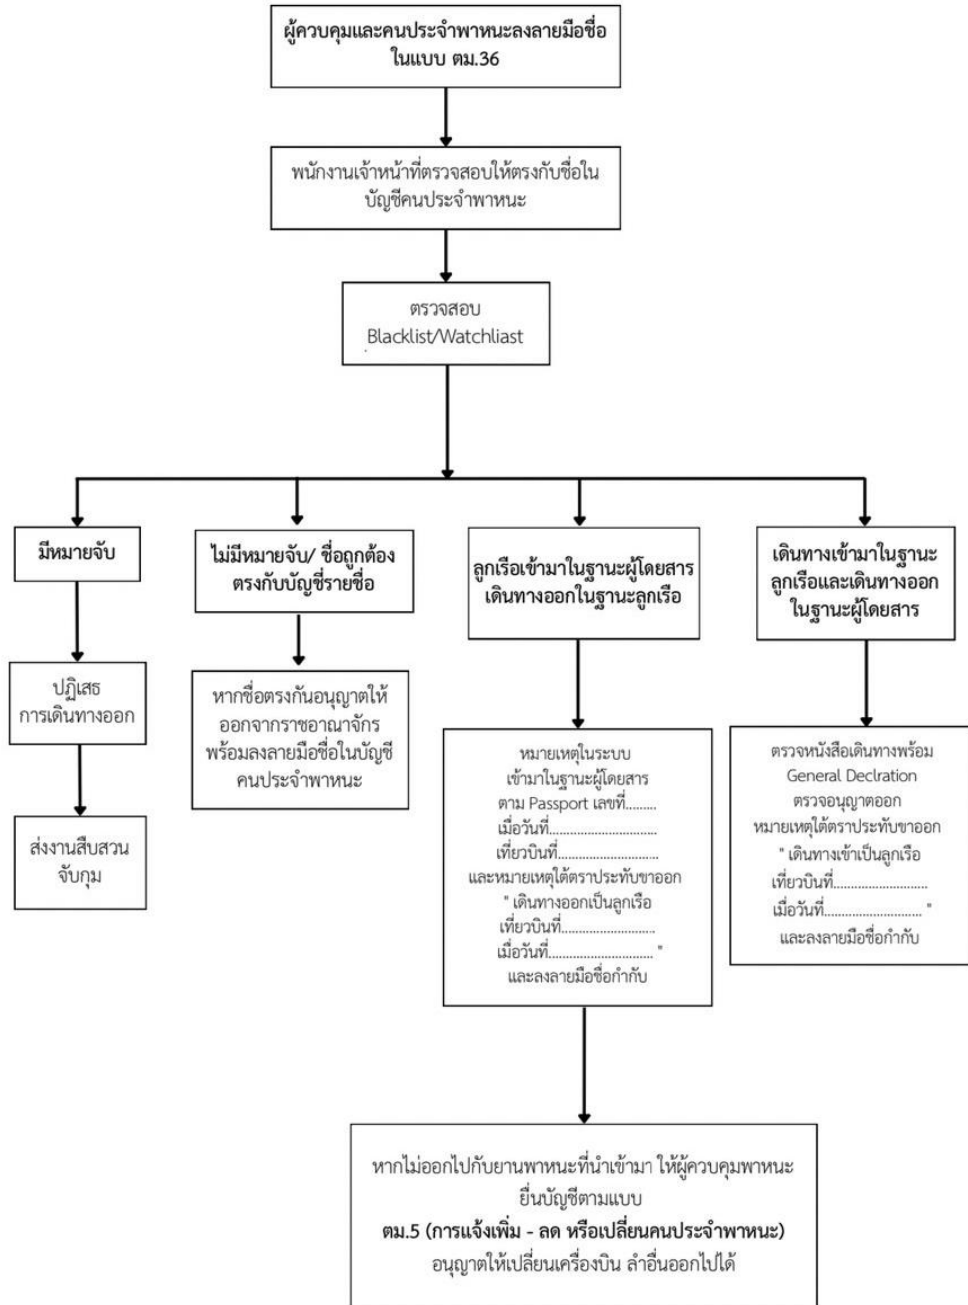 ผู้ควบคุมและคนประจำพาหนะลงลายมือชื่อ
ในแบบ ตม.36
พนักงานเจ้าหน้าที่ตรวจสอบให้ตรงกับชื่อใน
บัญชีคนประจำพาหนะ
ตรวจสอบ
Blacklist/Watchliast
มีหมายจับ
ปฏิเสธ
การเดินทางออก
ส่งงานสืบสวน
จับกุม
ไม่มีหมายจับ/ ชื่อถูกต้อง
ตรงกับบัญชีรายชื่อ
หากชื่อตรงกันอนุญาตให้
ออกจากราชอาณาจักร
พร้อมลงลายมือชื่อในบัญชี
คนประจำพาหนะ
ลูกเรือเข้ามาในฐานะผู้โดยสาร
เดินทางออกในฐานะลูกเรือ
หมายเหตุในระบบ
เข้ามาในฐานะผู้โดยสาร
ตาม Passport เลขที่.........
เมื่อวันที่.............................
เที่ยวบินที่...........................
และหมายเหตุใต้ตราประทับขาออก
" เดินทางออกเป็นลูกเรือ
เที่ยวบินที่.........................
เมื่อวันที่............................ "
และลงลายมือชื่อกำกับ
หากไม่ออกไปกับยานพาหนะที่นำเข้ามา ให้ผู้ควบคุมพาหนะ
ยื่นบัญชีตามแบบ
ตม.5 (การแจ้งเพิ่ม - ลด หรือเปลี่ยนคนประจำพาหนะ)
อนุญาตให้เปลี่ยนเครื่องบิน ลำอื่นออกไปได้
เดินทางเข้ามาในฐานะ
ลูกเรือและเดินทางออก
ในฐานะผู้โดยสาร
ตรวจหนังสือเดินทางพร้อม
General Declration
ตรวจอนุญาตออก
หมายเหตุใต้ตราประทับขาออก
" เดินทางเข้าเป็นลูกเรือ
เที่ยวบินที่.........................
เมื่อวันที่.......................... "
และลงลายมือชื่อกำกับ